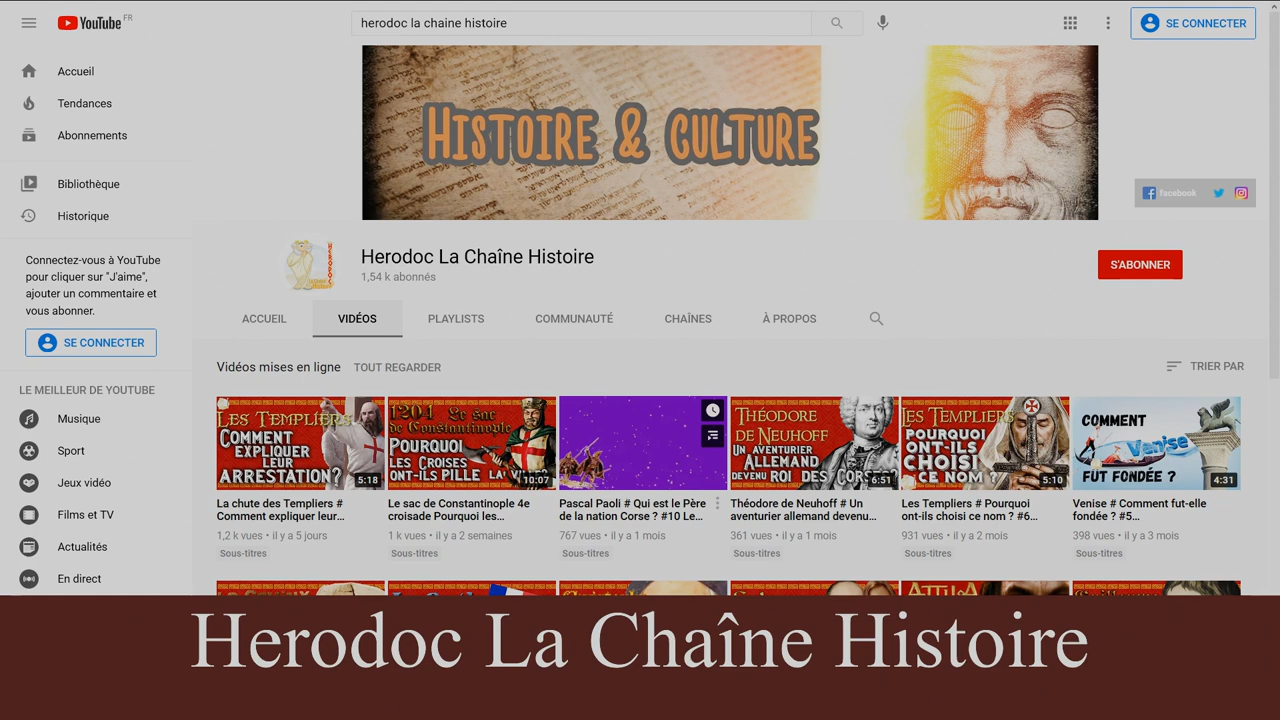 YouTube FR
herodoc la chaine histoire
SE CONNECTER
Accueil
Tendances
Abonnements
Bibliothèque
Historique
Connectez-vous à YouTube
pour cliquer sur "J'aime",
ajouter un commentaire et
vous abonner.
SE CONNECTER
LE MEILLEUR DE YOUTUBE
Musique
Sport
Jeux vidéo
Films et TV
Actualités
En direct
HISTOIRE & CULTURE
facebook
Herodoc La Chaîne Histoire
1,54 k abonnés
S'ABONNER
ACCUEIL
VIDÉOS
PLAYLISTS
COMMUNAUTÉ
CHAÎNES
À PROPOS
Vidéos mises en ligne
TOUT REGARDER
TRIER PAR
LES TEMPLIERS
COMMENT
EXPLIQUER
LEUR
ARRESTATION?
5:18
La chute des Templiers #
Comment expliquer leur...
1,2 k vues • il y a 5 jours
Sous-titres
1204 Le sac
de Constantinople
POURQUOI
LES CROISES
ONT-ILS PILLE LA VILLE?
10:07
Le sac de Constantinople 4e
croisade Pourquoi les...
1 k vues • il y a 2 semaines
Sous-titres
Pascal Paoli # Qui est le Père
de la nation Corse ? #10 Le...
767 vues • il y a 1 mois
Sous-titres
THÉODORE
DE NEUHOFF
UN AVENTURIER
ALLEMAND
DEVENU ROI DES CORSES?
6:51
Théodore de Neuhoff # Un
aventurier allemand devenu...
361 vues • il y a 1 mois
Sous-titres
LES TEMPLIERS
POURQUOI
ONT-ILS
CHOISI
CE NOM ?
5:10
Les Templiers # Pourquoi
ont-ils choisi ce nom ? #6...
931 vues • il y a 2 mois
Sous-titres
COMMENT
Venise
FUT FONDÉE ?
4:31
Venise # Comment fut-elle
fondée ? #5...
398 vues • il y a 3 mois
Sous-titres
ATTILA
Herodoc La Chaîne Histoire